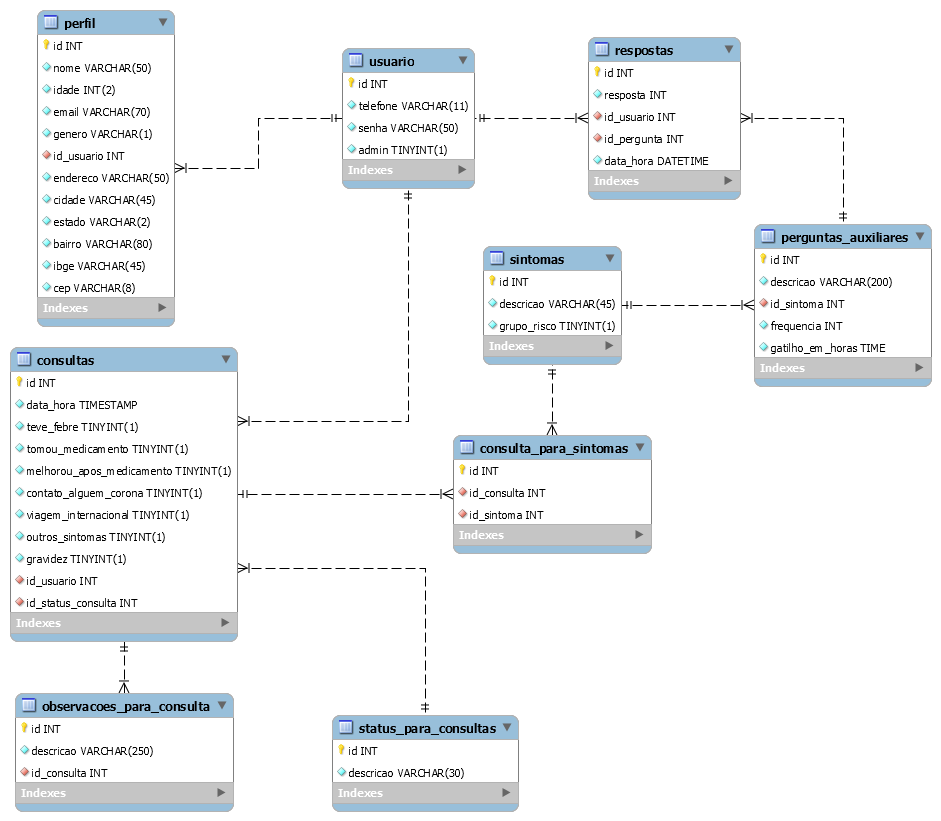 perfil
id INT
nome VARCHAR(50)
idade INT(2)
email VARCHAR(70)
genero VARCHAR(1)
id_usuario INT
endereco VARCHAR(50)
cidade VARCHAR(45)
estado VARCHAR(2)
bairro VARCHAR(80)
ibge VARCHAR(45)
cep VARCHAR(8)
Indexes
usuario
id INT
telefone VARCHAR(11)
senha VARCHAR(50)
admin TINYINT(1)
Indexes
respostas
id INT
resposta INT
id_usuario INT
id_pergunta INT
data_hora DATETIME
Indexes
perguntas_auxiliares
id INT
descricao VARCHAR(200)
id_sintoma INT
frequencia INT
gatilho_em_horas TIME
Indexes
sintomas
id INT
descricao VARCHAR(45)
grupo_risco TINYINT(1)
Indexes
consultas
id INT
data_hora TIMESTAMP
teve_febre TINYINT(1)
tomou_medicamento TINYINT(1)
melhorou_apos_medicamento TINYINT(1)
contato_alguem_corona TINYINT(1)
viagem_internacional TINYINT(1)
outros_sintomas TINYINT(1)
gravidez TINYINT(1)
id_usuario INT
id_status_consulta INT
Indexes
consulta_para_sintomas
id INT
id_consulta INT
id_sintoma INT
Indexes
observacoes_para_consulta
id INT
descricao VARCHAR(250)
id_consulta INT
Indexes
status_para_consultas
id INT
descricao VARCHAR(30)
Indexes